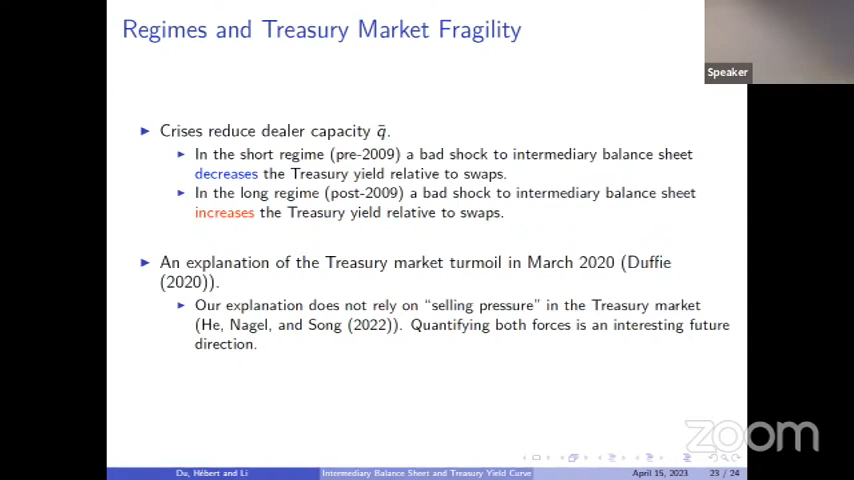 Regimes and Treasury Market Fragility
Speaker
▶ Crises reduce dealer capacity q̄.
▶ In the short regime (pre-2009) a bad shock to intermediary balance sheet
decreases the Treasury yield relative to swaps.
▶ In the long regime (post-2009) a bad shock to intermediary balance sheet
increases the Treasury yield relative to swaps.
▶ An explanation of the Treasury market turmoil in March 2020 (Duffie
(2020)).
▶ Our explanation does not rely on “selling pressure” in the Treasury market
(He, Nagel, and Song (2022)). Quantifying both forces is an interesting future
direction.
zoom
Du, Hébert and Li Intermediary Balance Sheet and Treasury Yield Curve April 15, 2023 23 / 24